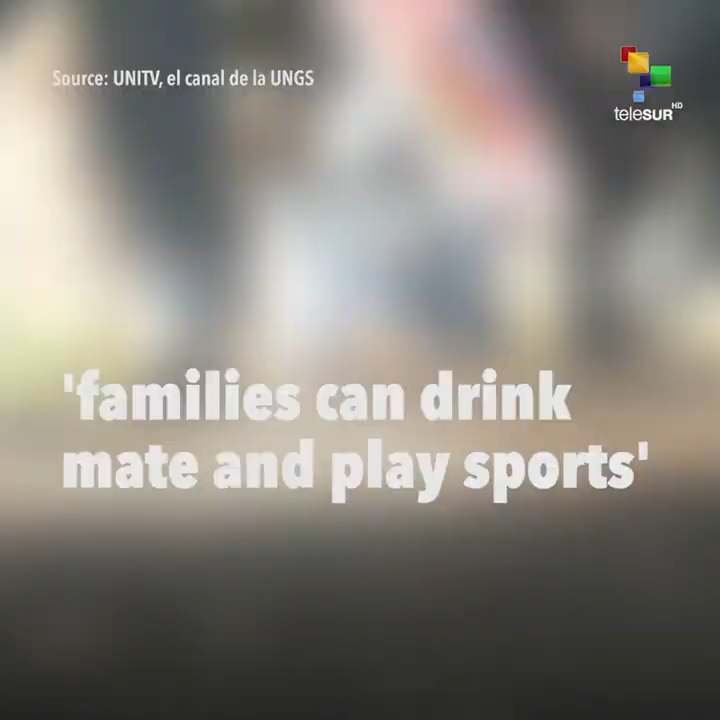 Source: UNITV, el canal de la UNGS
teleSUR HD
'families can drink
mate and play sports'